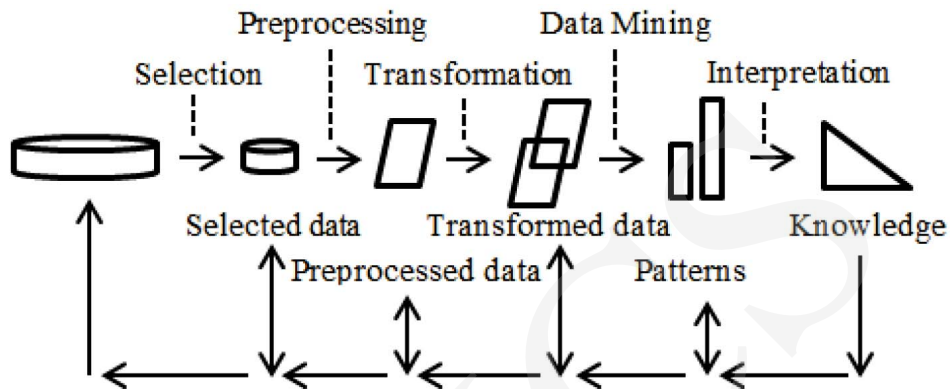 Preprocessing
Data Mining
Selection
Transformation
Interpretation
Selected data
Transformed data
Knowledge
Preprocessed data
Patterns